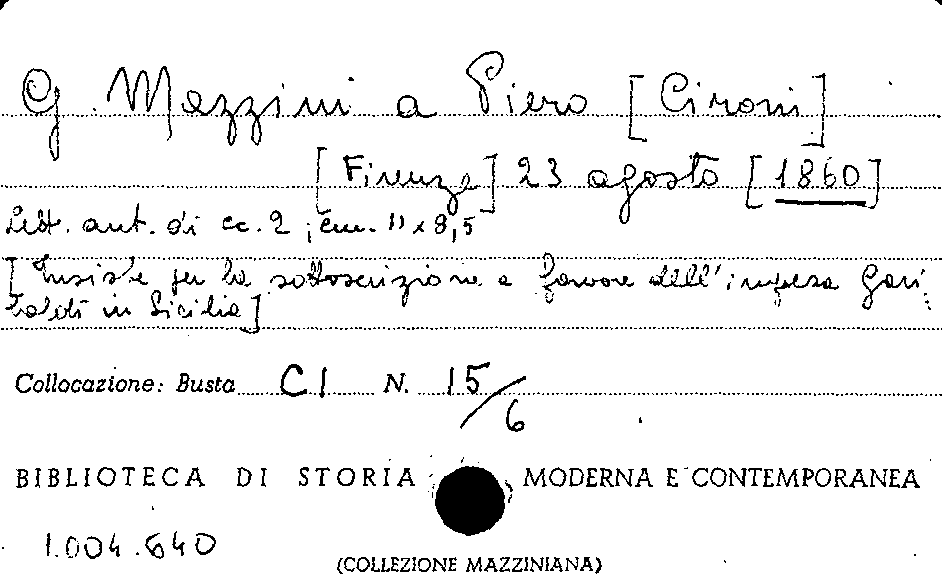 G. Mazzini a Piero [Cironi]
[Firenze] 23 agosto [1860]
Lett. aut. di cc. 2 ; cm. 11 x 8,5
[Insiste per la sottoscrizione a favore dell'impresa Gari:
baldi in Sicilia]
Collocazione: Busta C1 N. 15/6
BIBLIOTECA DI STORIA MODERNA E CONTEMPORANEA
1.004.640
(COLLEZIONE MAZZINIANA)